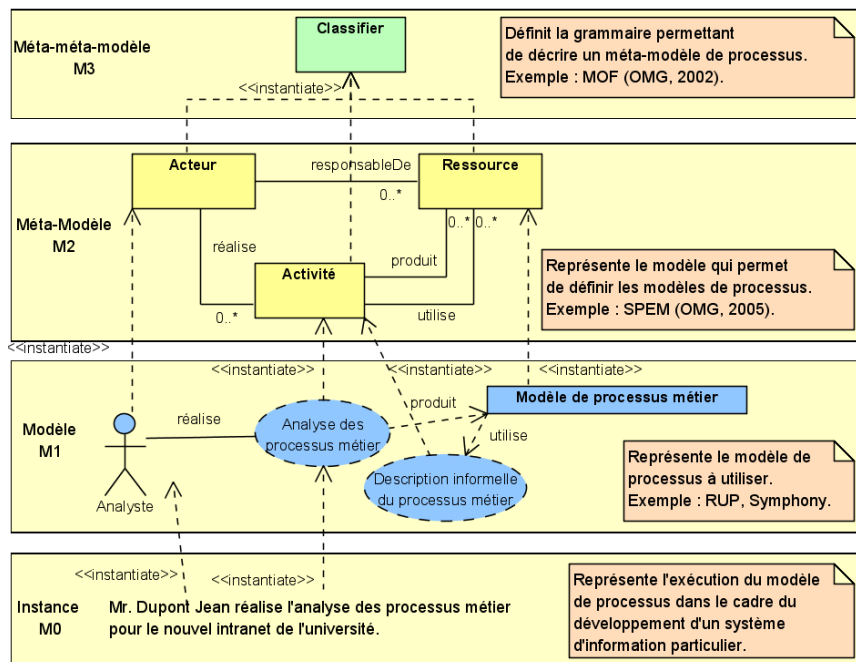 Méta-méta-modèle
M3
Classifier
<<instantiate>>
Définit la grammaire permettant
de décrire un méta-modèle de processus.
Exemple : MOF (OMG, 2002).
Méta-Modèle
M2
Acteur
responsableDe
0..*
Ressource
réalise
0..*
Activité
produit
0..*
0..*
utilise
Représente le modèle qui permet
de définir les modèles de processus.
Exemple : SPEM (OMG, 2005).
<<instantiate>>
<<instantiate>>
<<instantiate>>
<<instantiate>>
Modèle
M1
Analyste
réalise
Analyse des
processus métier
produit
Modèle de processus métier
utilise
Description informelle
du processus métier
Représente le modèle de
processus à utiliser.
Exemple : RUP, Symphony.
<<instantiate>>
<<instantiate>>
Instance
M0
Mr. Dupont Jean réalise l'analyse des processus métier
pour le nouvel intranet de l'université.
Représente l'exécution du modèle
de processus dans le cadre du
développement d'un système
d'information particulier.